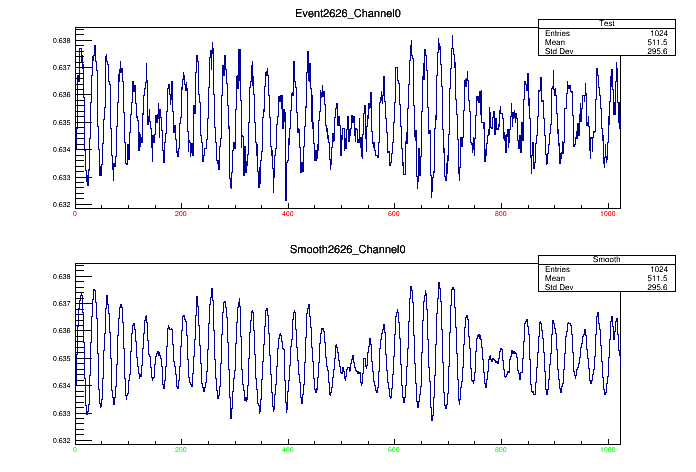 Event2626_Channel0
Test
Entries 1024
Mean 511.5
Std Dev 295.6
0.638
0.637
0.636
0.635
0.634
0.633
0.632
0 200 400 600 800 1000
Smooth2626_Channel0
Smooth
Entries 1024
Mean 511.5
Std Dev 295.6
0.638
0.637
0.636
0.635
0.634
0.633
0.632
0 200 400 600 800 1000